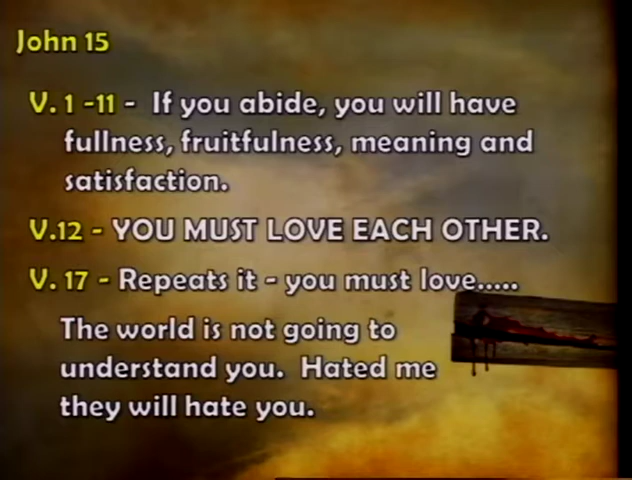 John 15
V. 1 -11 - If you abide, you will have
fullness, fruitfulness, meaning and
satisfaction.
V.12 - YOU MUST LOVE EACH OTHER.
V. 17 - Repeats it - you must love.....
The world is not going to
understand you. Hated me
they will hate you.